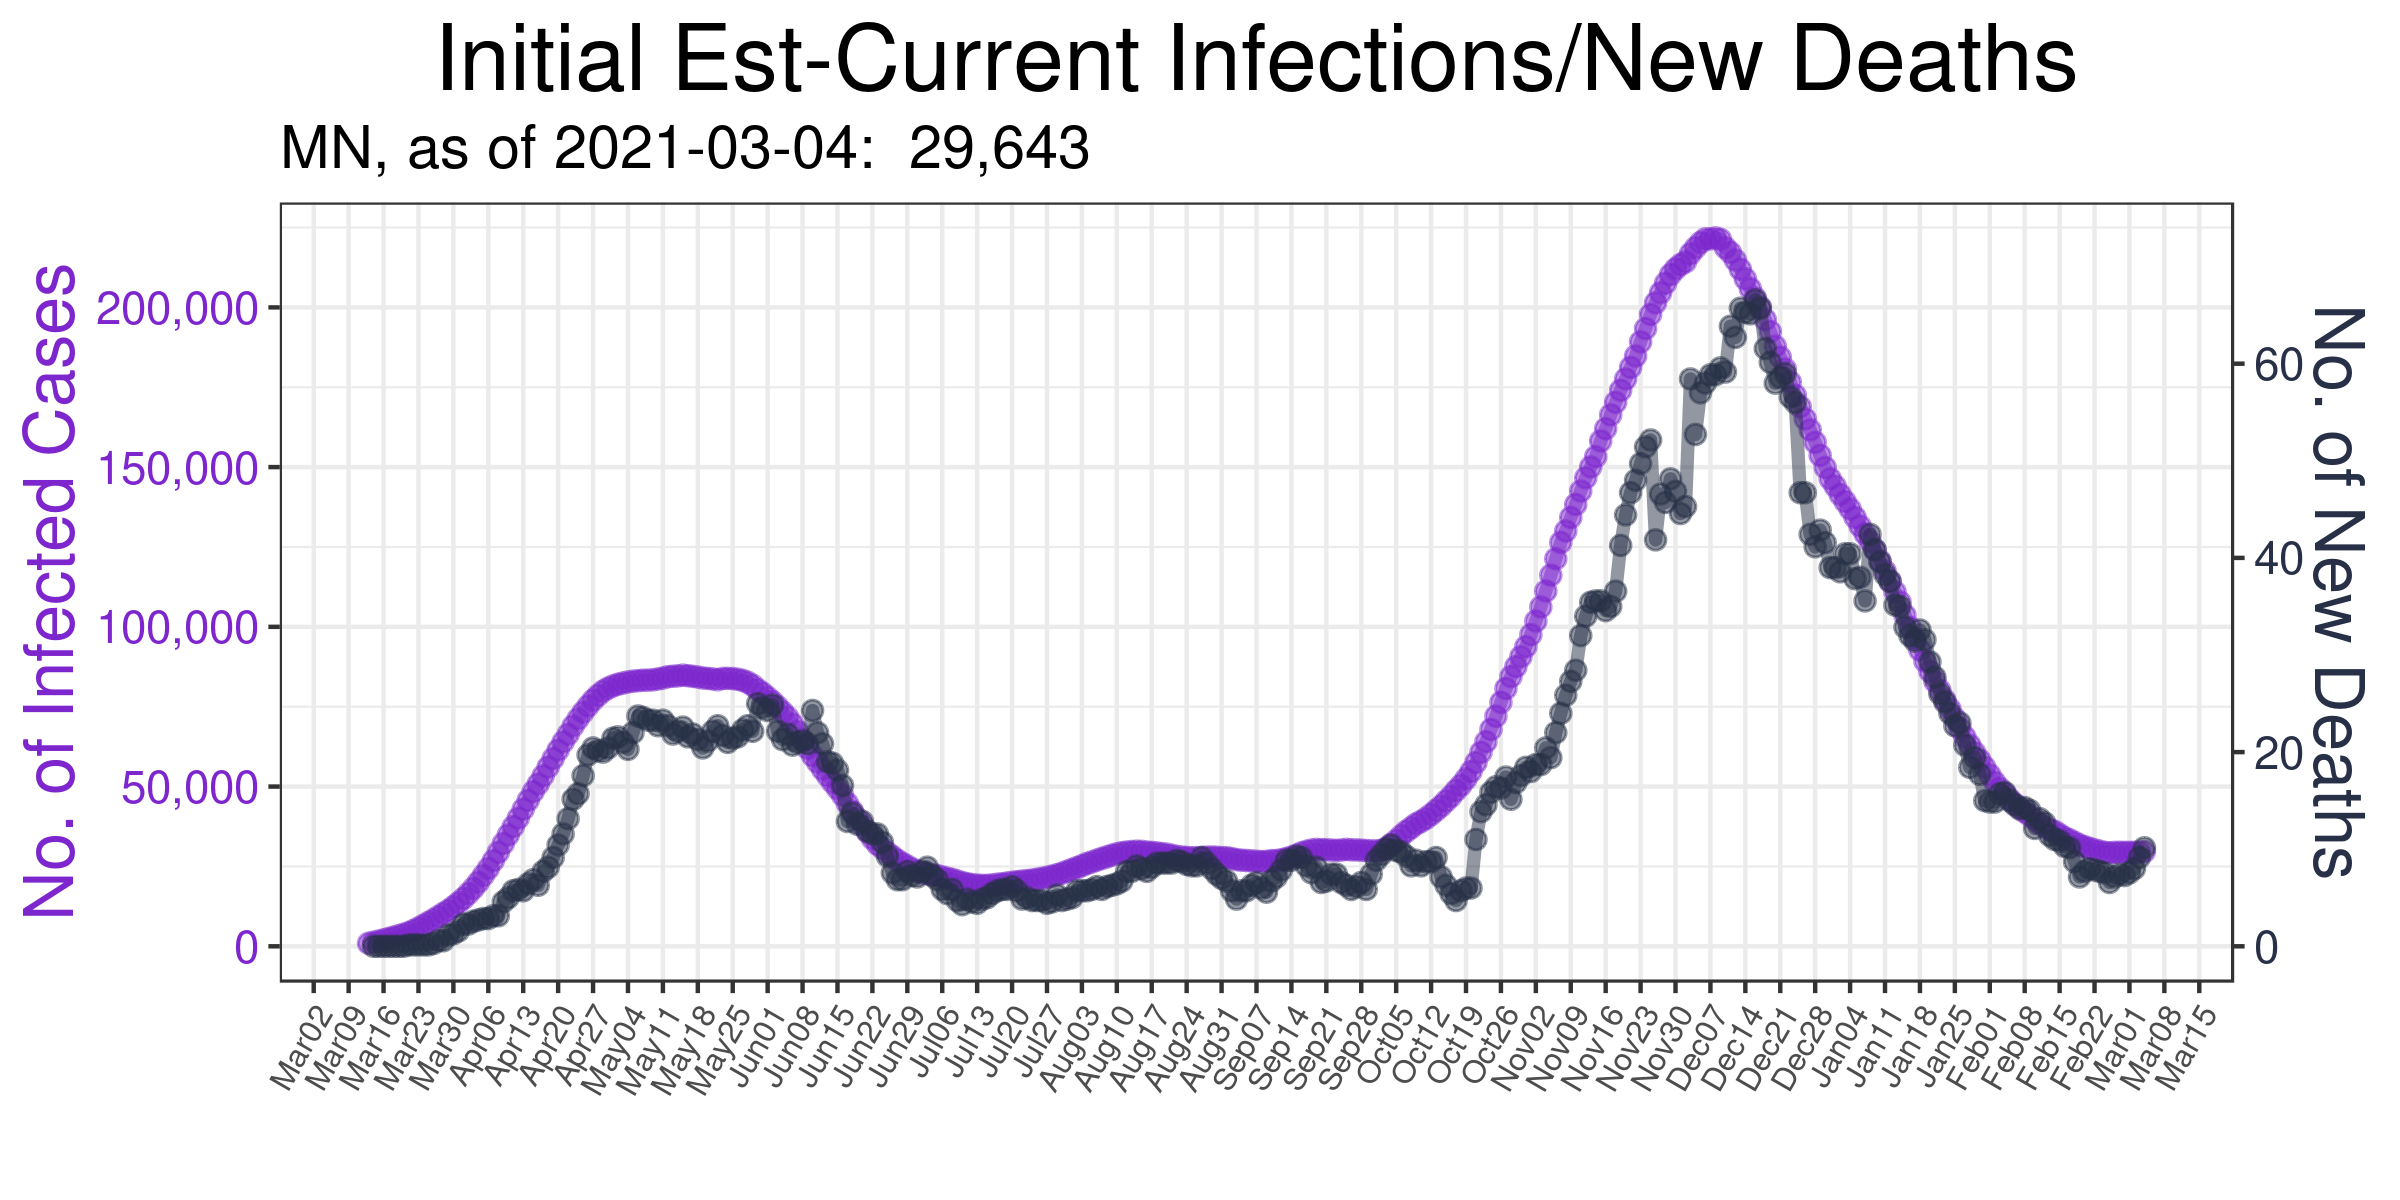 Initial Est-Current Infections/New Deaths
MN, as of 2021-03-04:  29,643
No. of Infected Cases
200,000
150,000
100,000
50,000
0
60
40
20
0
No. of New Deaths
Mar02
Mar09
Mar16
Mar23
Mar30
Apr06
Apr13
Apr20
Apr27
May04
May11
May18
May25
Jun01
Jun08
Jun15
Jun22
Jun29
Jul06
Jul13
Jul20
Jul27
Aug03
Aug10
Aug17
Aug24
Aug31
Sep07
Sep14
Sep21
Sep28
Oct05
Oct12
Oct19
Oct26
Nov02
Nov09
Nov16
Nov23
Nov30
Dec07
Dec14
Dec21
Dec28
Jan04
Jan11
Jan18
Jan25
Feb01
Feb08
Feb15
Feb22
Mar01
Mar08
Mar15